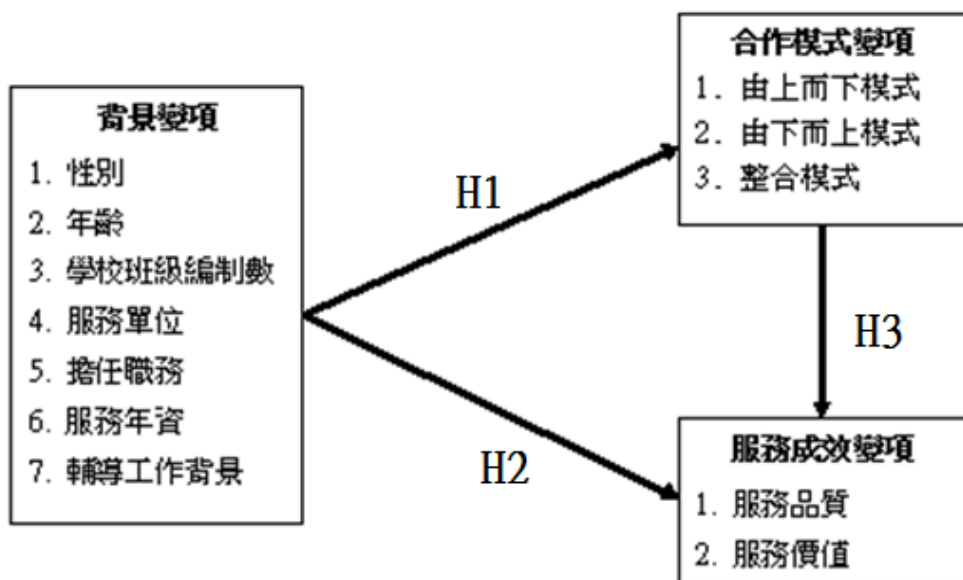 背景變項
1. 性別
2. 年齡
3. 學校班級編制數
4. 服務單位
5. 擔任職務
6. 服務年資
7. 輔導工作背景
H1
H2
合作模式變項
1. 由上而下模式
2. 由下而上模式
3. 整合模式
H3
服務成效變項
1. 服務品質
2. 服務價值